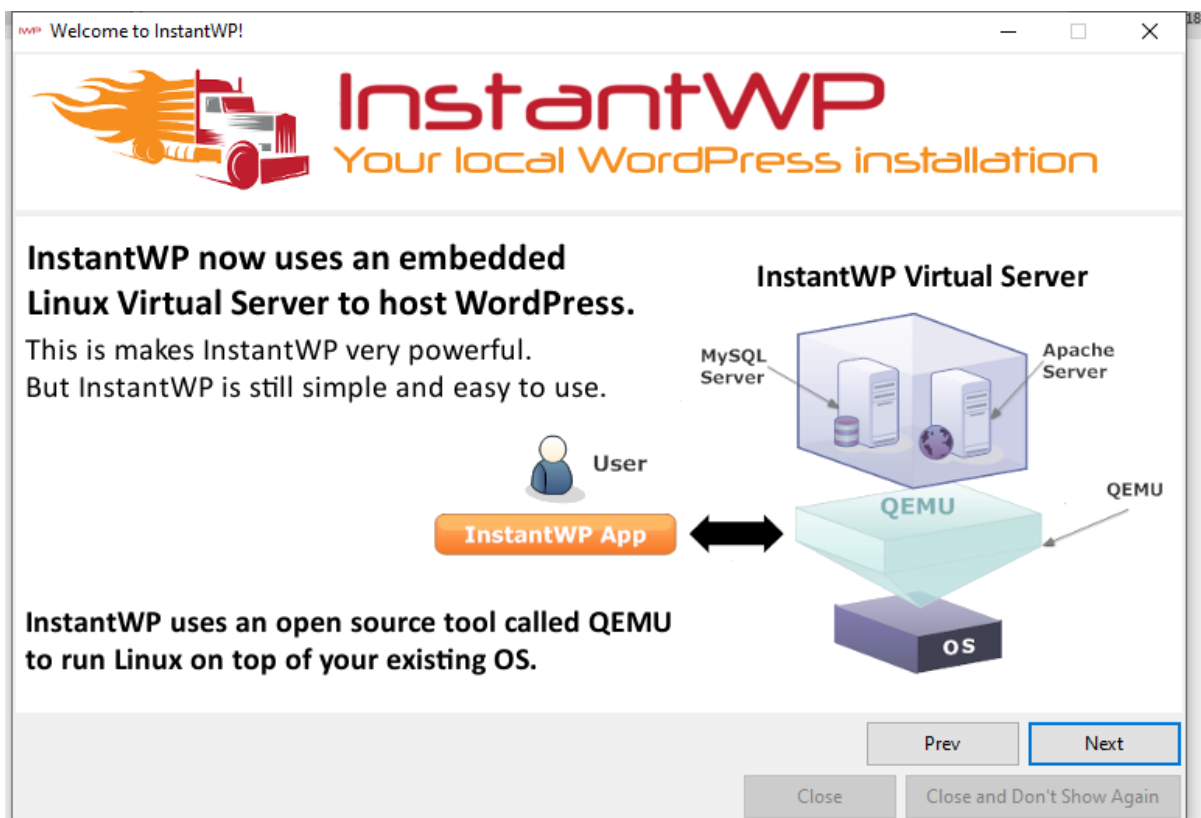 IWP Welcome to InstantWP!
18
InstantWP
Your local WordPress installation
InstantWP now uses an embedded
Linux Virtual Server to host WordPress.
This is makes InstantWP very powerful.
But InstantWP is still simple and easy to use.
InstantWP Virtual Server
MySQL
Server
Apache
Server
User
InstantWP App
QEMU
QEMU
OS
InstantWP uses an open source tool called QEMU
to run Linux on top of your existing OS.
Prev
Next
Close
Close and Don't Show Again